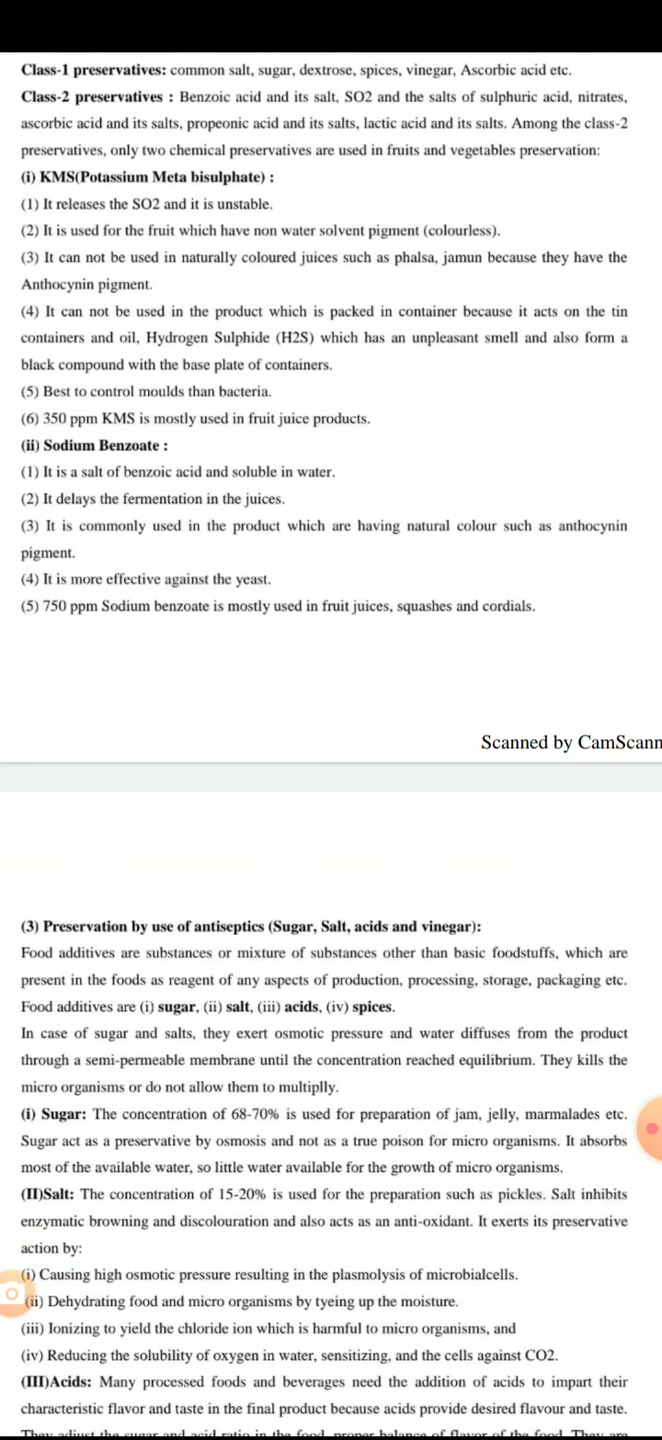 Class-1 preservatives: common salt, sugar, dextrose, spices, vinegar, Ascorbic acid etc.
Class-2 preservatives : Benzoic acid and its salt, SO2 and the salts of sulphuric acid, nitrates,
ascorbic acid and its salts, propeonic acid and its salts, lactic acid and its salts. Among the class-2
preservatives, only two chemical preservatives are used in fruits and vegetables preservation:
(i) KMS(Potassium Meta bisulphate) :
(1) It releases the SO2 and it is unstable.
(2) It is used for the fruit which have non water solvent pigment (colourless).
(3) It can not be used in naturally coloured juices such as phalsa, jamun because they have the
Anthocynin pigment.
(4) It can not be used in the product which is packed in container because it acts on the tin
containers and oil, Hydrogen Sulphide (H2S) which has an unpleasant smell and also form a
black compound with the base plate of containers.
(5) Best to control moulds than bacteria.
(6) 350 ppm KMS is mostly used in fruit juice products.
(ii) Sodium Benzoate :
(1) It is a salt of benzoic acid and soluble in water.
(2) It delays the fermentation in the juices.
(3) It is commonly used in the product which are having natural colour such as anthocynin
pigment.
(4) It is more effective against the yeast.
(5) 750 ppm Sodium benzoate is mostly used in fruit juices, squashes and cordials.
Scanned by CamScann
(3) Preservation by use of antiseptics (Sugar, Salt, acids and vinegar):
Food additives are substances or mixture of substances other than basic foodstuffs, which are
present in the foods as reagent of any aspects of production, processing, storage, packaging etc.
Food additives are (i) sugar, (ii) salt, (iii) acids, (iv) spices.
In case of sugar and salts, they exert osmotic pressure and water diffuses from the product
through a semi-permeable membrane until the concentration reached equilibrium. They kills the
micro organisms or do not allow them to multiplly.
(i) Sugar: The concentration of 68-70% is used for preparation of jam, jelly, marmalades etc.
Sugar act as a preservative by osmosis and not as a true poison for micro organisms. It absorbs
most of the available water, so little water available for the growth of micro organisms.
(II)Salt: The concentration of 15-20% is used for the preparation such as pickles. Salt inhibits
enzymatic browning and discolouration and also acts as an anti-oxidant. It exerts its preservative
action by:
(i) Causing high osmotic pressure resulting in the plasmolysis of microbialcells.
(ii) Dehydrating food and micro organisms by tyeing up the moisture.
(iii) Ionizing to yield the chloride ion which is harmful to micro organisms, and
(iv) Reducing the solubility of oxygen in water, sensitizing, and the cells against CO2.
(III)Acids: Many processed foods and beverages need the addition of acids to impart their
characteristic flavor and taste in the final product because acids provide desired flavour and taste.
They adjust the sugar and acid ratio in the food, proper balance of flavor of the food. They are